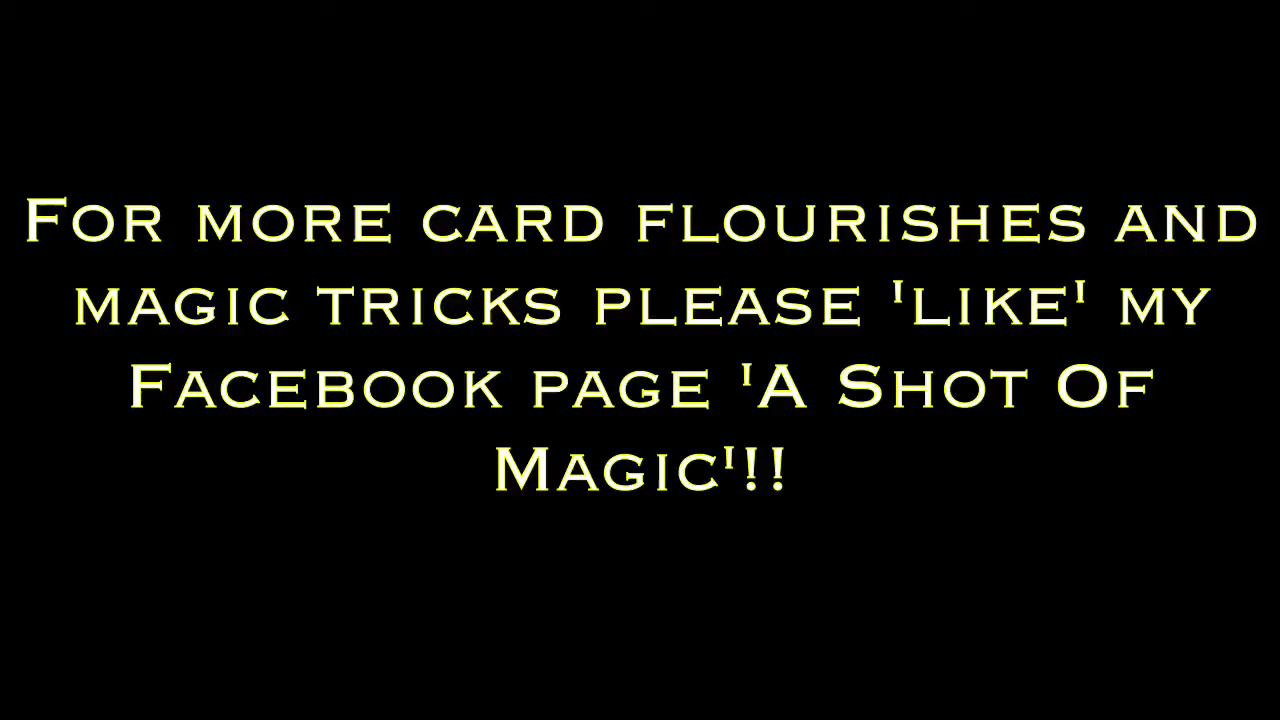 For more card flourishes and
magic tricks please 'like' my
Facebook page 'A Shot Of
Magic'!!